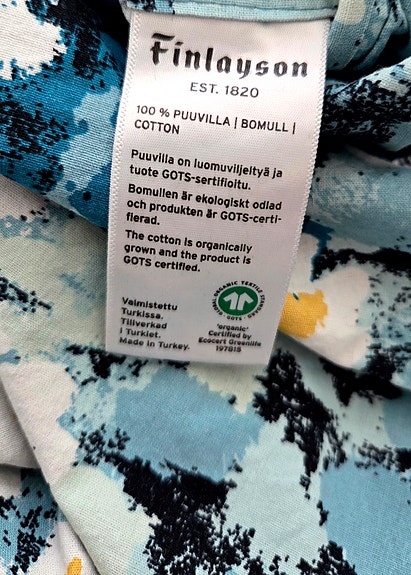 Finlayson
EST. 1820
100 % PUUVILLA | BOMULL |
COTTON
Puuvilla on luomuviljeltyä ja
tuote GOTS-sertifioitu.
Bomullen är ekologiskt odlad
och produkten är GOTS-certi-
fierad.
The cotton is organically
grown and the product is
GOTS certified.
Valmistettu
Turkissa.
Tillverkad
i Turkiet.
Made in Turkey.
GLOBAL ORGANIC TEXTILE STANDARD
· GOTS ·
'organic'
Certified by
Ecocert Greenlife
197815